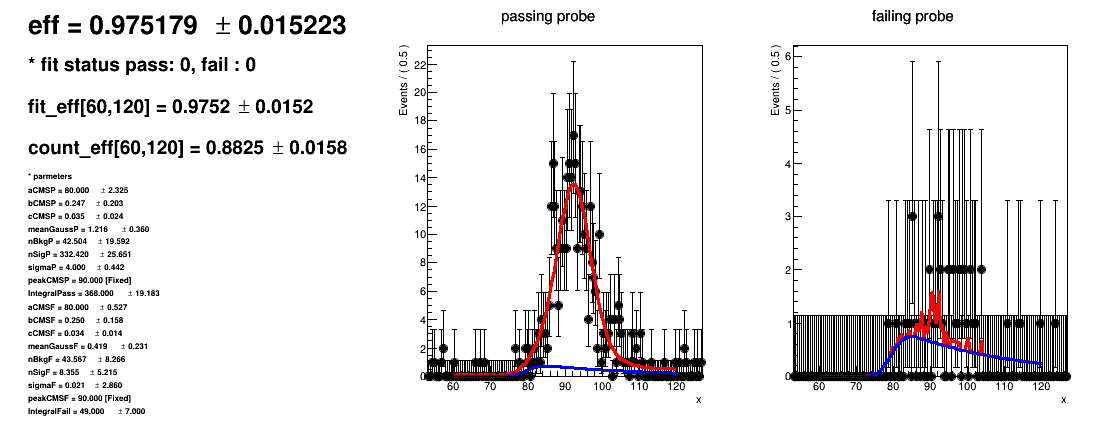 eff = 0.975179 ± 0.015223
* fit status pass: 0, fail : 0
fit_eff[60,120] = 0.9752 ± 0.0152
count_eff[60,120] = 0.8825 ± 0.0158
* parmeters
aCMSP = 80.000 ± 2.325
bCMSP = 0.247 ± 0.203
cCMSP = 0.035 ± 0.024
meanGaussP = 1.216 ± 0.360
nBkgP = 42.504 ± 19.592
nSigP = 332.420 ± 25.651
sigmaP = 4.000 ± 0.442
peakCMSP = 90.000 [Fixed]
IntegralPass = 368.000 ± 19.183
aCMSF = 80.000 ± 0.527
bCMSF = 0.250 ± 0.158
cCMSF = 0.034 ± 0.014
meanGaussF = 0.419 ± 0.231
nBkgF = 43.567 ± 8.266
nSigF = 8.355 ± 5.215
sigmaF = 0.021 ± 2.860
peakCMSF = 90.000 [Fixed]
IntegralFail = 49.000 ± 7.000
passing probe
Events / ( 0.5 )
22
20
18
16
14
12
10
8
6
4
2
0
60 70 80 90 100 110 120
x
failing probe
Events / ( 0.5 )
6
5
4
3
2
1
0
60 70 80 90 100 110 120
x